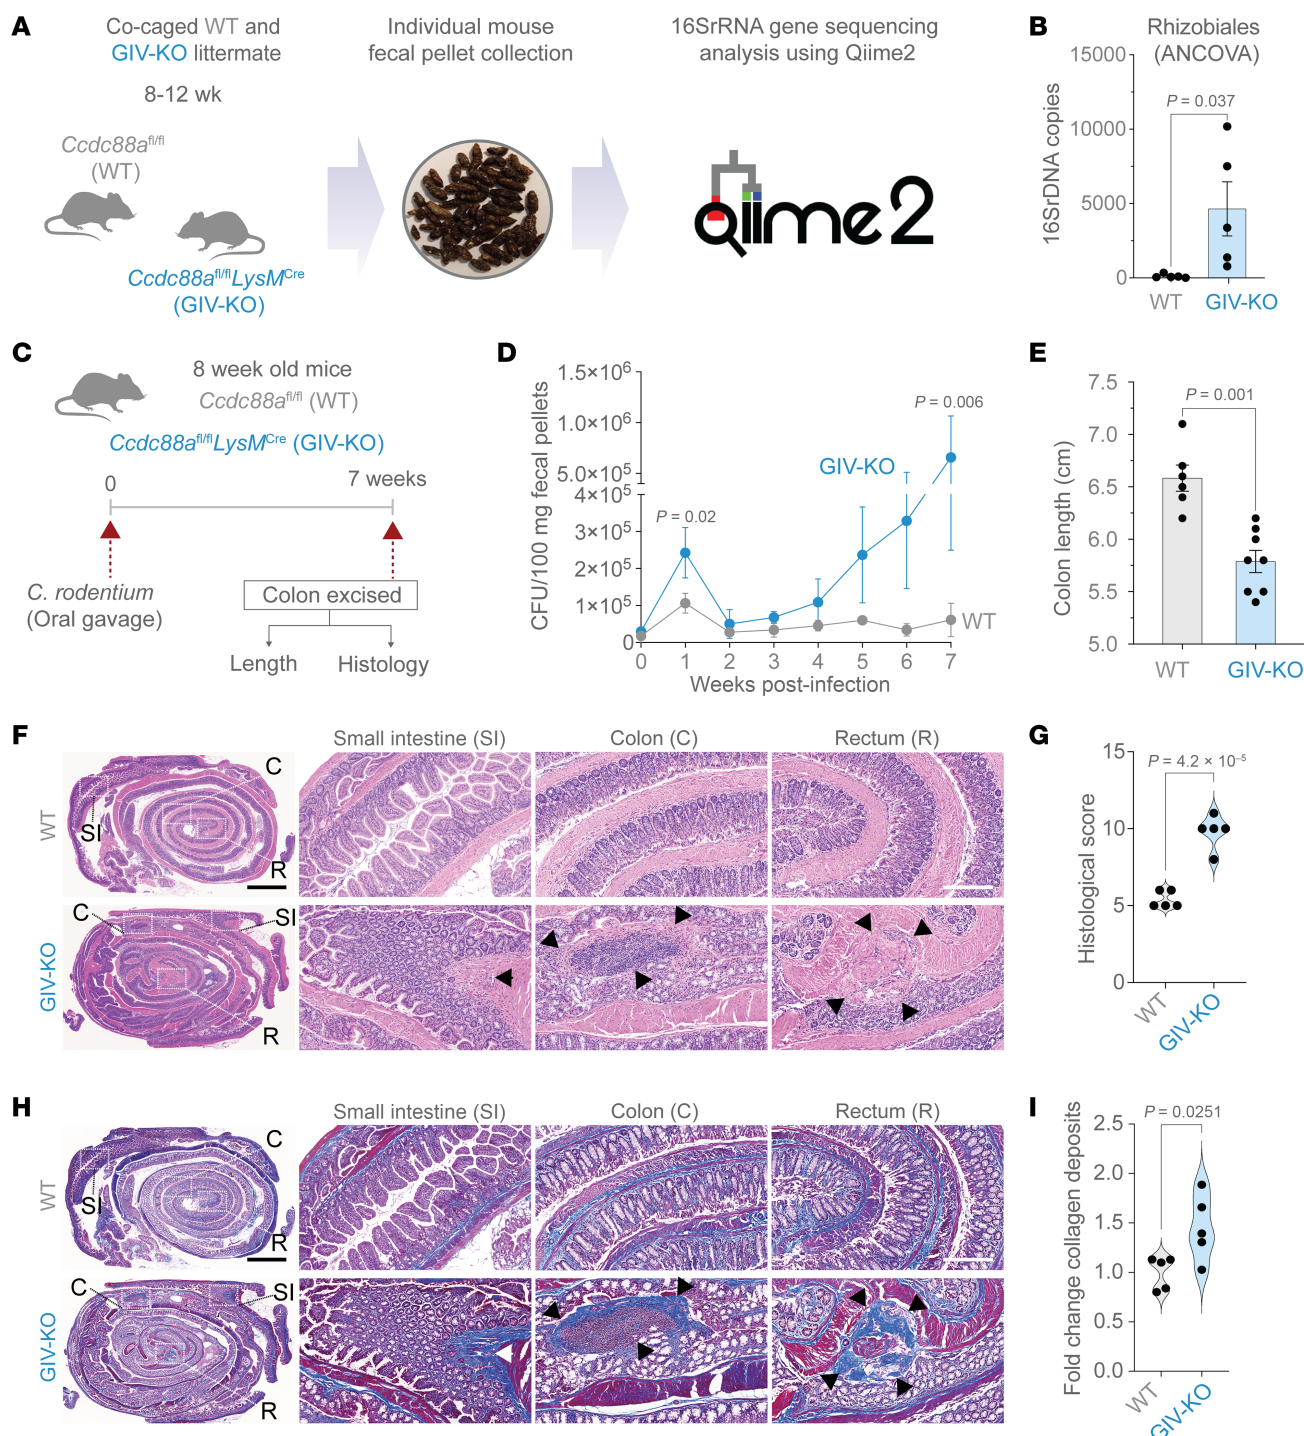 A
Co-caged WT and
GIV-KO littermate
8-12 wk
Ccdc88afl/fl
(WT)
Ccdc88afl/flLysMCre
(GIV-KO)
Individual mouse
fecal pellet collection
16SrRNA gene sequencing
analysis using Qiime2
Qiime2
B
Rhizobiales
(ANCOVA)
P = 0.037
16SrDNA copies
15000
10000
5000
0
WT
GIV-KO
C
8 week old mice
Ccdc88afl/fl (WT)
Ccdc88afl/flLysMCre (GIV-KO)
0
7 weeks
C. rodentium
(Oral gavage)
Colon excised
Length
Histology
D
CFU/100 mg fecal pellets
1.5×10⁶
1.0×10⁶
5.0×10⁵
4×10⁵
3×10⁵
2×10⁵
1×10⁵
0
P = 0.02
P = 0.006
GIV-KO
WT
0 1 2 3 4 5 6 7
Weeks post-infection
E
Colon length (cm)
7.5
7.0
6.5
6.0
5.5
5.0
P = 0.001
WT
GIV-KO
F
Small intestine (SI)
Colon (C)
Rectum (R)
WT
C
SI
R
GIV-KO
C
SI
R
G
Histological score
15
10
5
0
P = 4.2 × 10⁻⁵
WT
GIV-KO
H
Small intestine (SI)
Colon (C)
Rectum (R)
WT
C
SI
R
GIV-KO
C
SI
R
I
Fold change collagen deposits
P = 0.0251
2.5
2.0
1.5
1.0
0.5
0.0
WT
GIV-KO